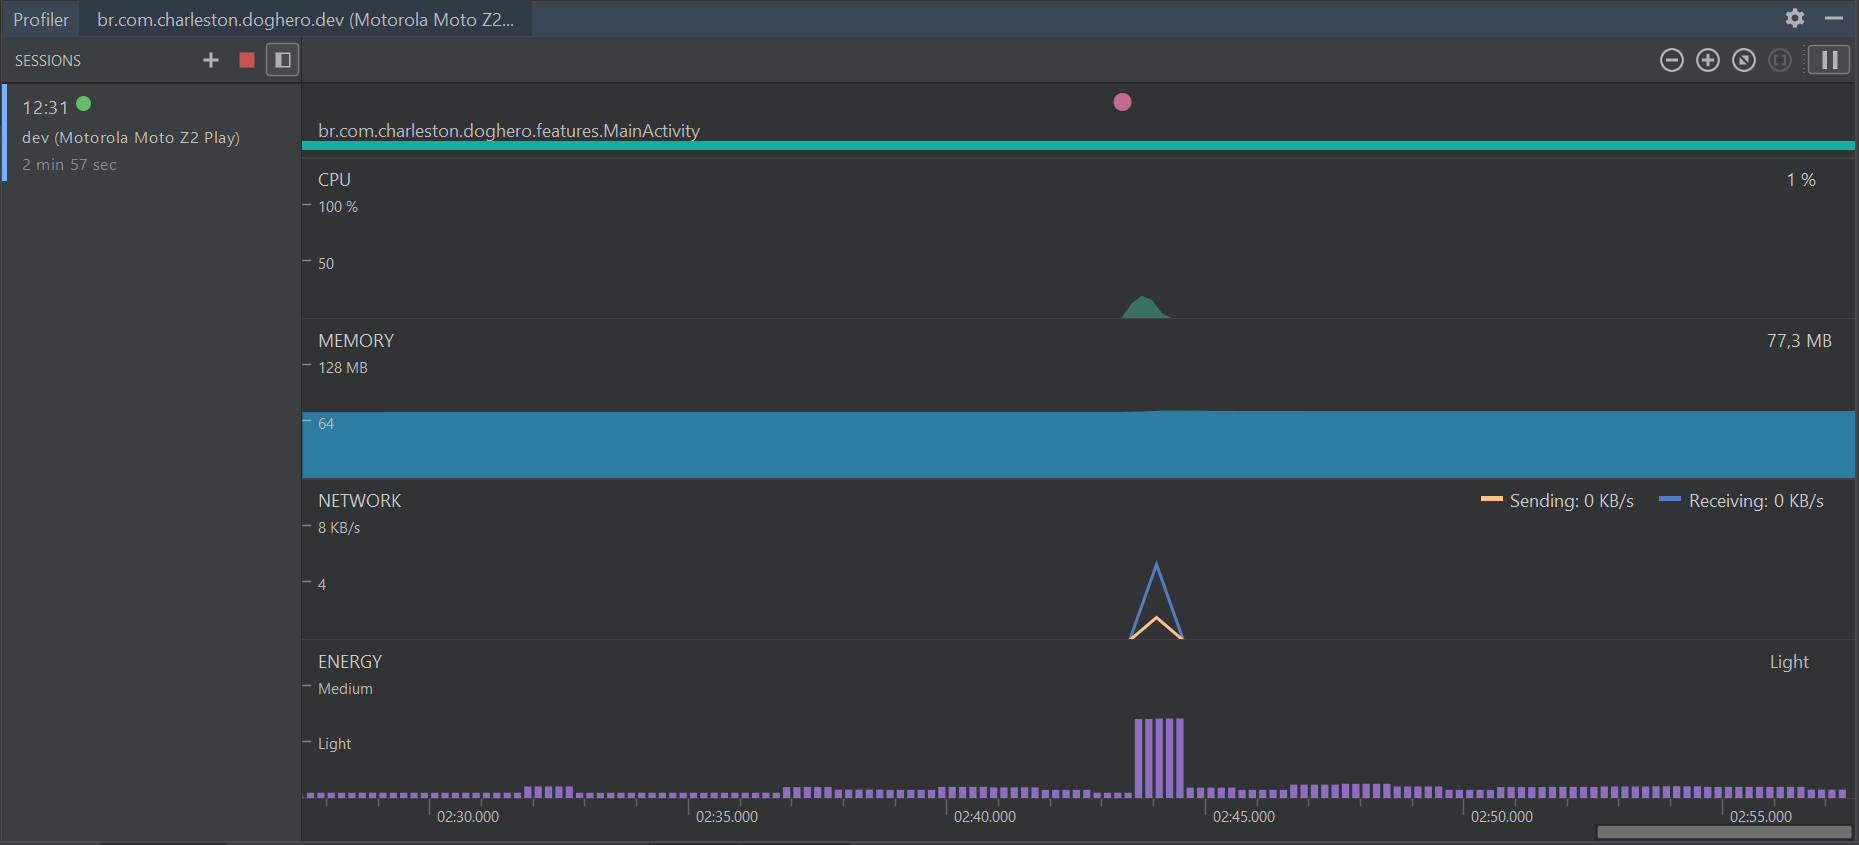 Profiler br.com.charleston.doghero.dev (Motorola Moto Z2...
SESSIONS
12:31
dev (Motorola Moto Z2 Play)
2 min 57 sec
br.com.charleston.doghero.features.MainActivity
CPU 1 %
100 %
50
MEMORY 77,3 MB
128 MB
64
NETWORK Sending: 0 KB/s Receiving: 0 KB/s
8 KB/s
4
ENERGY Light
Medium
Light
02:30.000 02:35.000 02:40.000 02:45.000 02:50.000 02:55.000